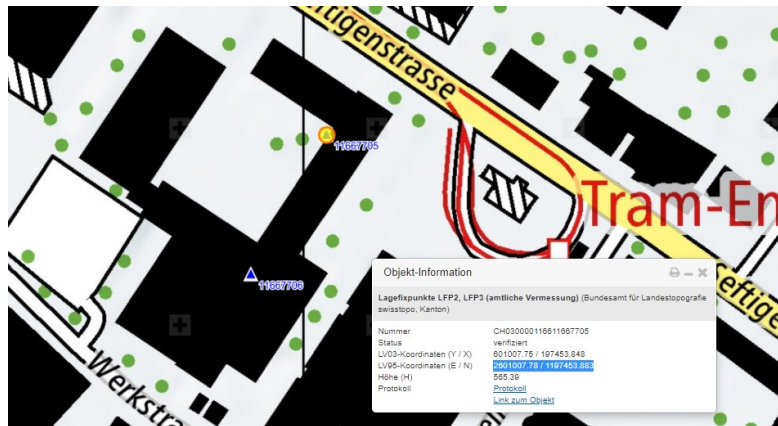 ftigenstrasse
11667705
Tram-En
11667706
Objekt-Information
Lagefixpunkte LFP2, LFP3 (amtliche Vermessung) (Bundesamt für Landestopografie
swisstopo, Kanton)
Nummer CH030000116611667705
Status verifiziert
LV03-Koordinaten (Y / X) 601007.75 / 197453.848
LV95-Koordinaten (E / N) 2601007.78 / 1197453.883
Höhe (H) 565.39
Protokoll Protokoll
Link zum Objekt
eftige
Werkstra